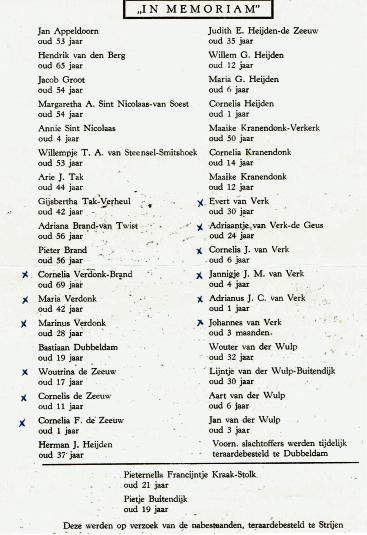 „IN MEMORIAM”
Jan Appeldoorn
oud 53 jaar
Hendrik van den Berg
oud 65 jaar
Jacob Groot
oud 54 jaar
Margaretha A. Sint Nicolaas-van Soest
oud 54 jaar
Annie Sint Nicolaas
oud 4 jaar
Willempje T. A. van Steensel-Smitshoek
oud 53 jaar
Arie J. Tak
oud 44 jaar
Gijsbertha Tak-Verheul
oud 42 jaar
Adriana Brand-van Twist
oud 56 jaar
Pieter Brand
oud 56 jaar
x Cornelia Verdonk-Brand
oud 69 jaar
x Maria Verdonk
oud 42 jaar
x Marinus Verdonk
oud 28 jaar
Bastiaan Dubbeldam
oud 19 jaar
x Woutrina de Zeeuw
oud 17 jaar
x Cornelis de Zeeuw
oud 11 jaar
x Cornelia F. de Zeeuw
oud 1 jaar
Herman J. Heijden
oud 37 jaar
Judith E. Heijden-de Zeeuw
oud 35 jaar
Willem G. Heijden
oud 12 jaar
Maria G. Heijden
oud 6 jaar
Cornelis Heijden
oud 1 jaar
Maaike Kranendonk-Verkerk
oud 50 jaar
Cornelia Kranendonk
oud 14 jaar
Maaike Kranendonk
oud 12 jaar
x Evert van Verk
oud 30 jaar
x Adriaantje van Verk-de Geus
oud 24 jaar
x Cornelis J. van Verk
oud 6 jaar
x Jannigje J. M. van Verk
oud 4 jaar
x Adrianus J. C. van Verk
oud 1 jaar
x Johannes van Verk
oud 3 maanden
Wouter van der Wulp
oud 32 jaar
Lijntje van der Wulp-Buitendijk
oud 30 jaar
Aart van der Wulp
oud 6 jaar
Jan van der Wulp
oud 3 jaar
Voorn. slachtoffers werden tijdelijk
teraardebesteld te Dubbeldam
Pieternella Francijntje Kraak-Stolk
oud 21 jaar
Pietje Buitendijk
oud 19 jaar
Deze werden op verzoek van de nabestaanden, teraardebesteld te Strijen